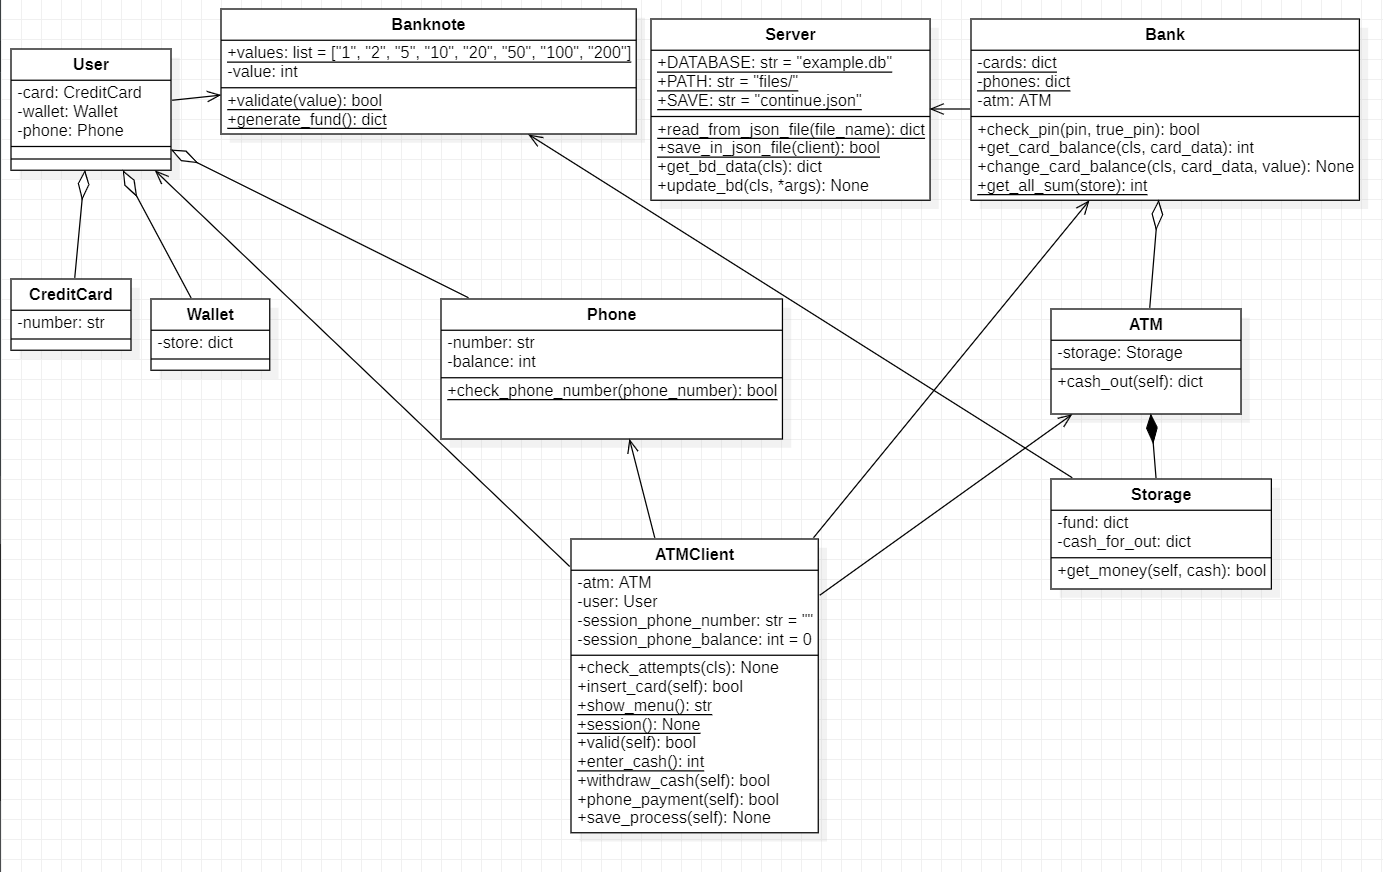 User
-card: CreditCard
-wallet: Wallet
-phone: Phone
Banknote
+values: list = ["1", "2", "5", "10", "20", "50", "100", "200"]
-value: int
+validate(value): bool
+generate_fund(): dict
Server
+DATABASE: str = "example.db"
+PATH: str = "files/"
+SAVE: str = "continue.json"
+read_from_json_file(file_name): dict
+save_in_json_file(client): bool
+get_bd_data(cls): dict
+update_bd(cls, *args): None
Bank
-cards: dict
-phones: dict
-atm: ATM
+check_pin(pin, true_pin): bool
+get_card_balance(cls, card_data): int
+change_card_balance(cls, card_data, value): None
+get_all_sum(store): int
CreditCard
-number: str
Wallet
-store: dict
Phone
-number: str
-balance: int
+check_phone_number(phone_number): bool
ATM
-storage: Storage
+cash_out(self): dict
Storage
-fund: dict
-cash_for_out: dict
+get_money(self, cash): bool
ATMClient
-atm: ATM
-user: User
-session_phone_number: str = ""
-session_phone_balance: int = 0
+check_attempts(cls): None
+insert_card(self): bool
+show_menu(): str
+session(): None
+valid(self): bool
+enter_cash(): int
+withdraw_cash(self): bool
+phone_payment(self): bool
+save_process(self): None